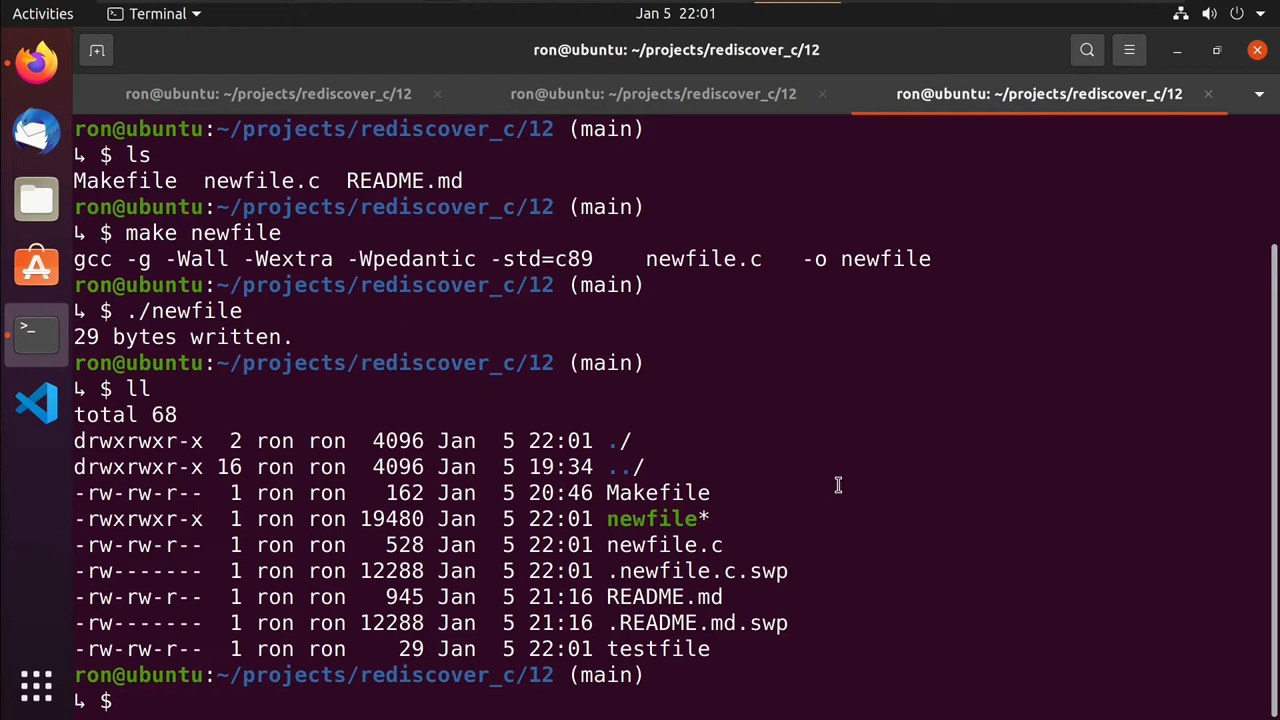 Activities Terminal Jan 5 22:01
ron@ubuntu: ~/projects/rediscover_c/12
ron@ubuntu: ~/projects/rediscover_c/12 ron@ubuntu: ~/projects/rediscover_c/12 ron@ubuntu: ~/projects/rediscover_c/12
ron@ubuntu:~/projects/rediscover_c/12 (main)
↳ $ ls
Makefile  newfile.c  README.md
ron@ubuntu:~/projects/rediscover_c/12 (main)
↳ $ make newfile
gcc -g -Wall -Wextra -Wpedantic -std=c89    newfile.c   -o newfile
ron@ubuntu:~/projects/rediscover_c/12 (main)
↳ $ ./newfile
29 bytes written.
ron@ubuntu:~/projects/rediscover_c/12 (main)
↳ $ ll
total 68
drwxrwxr-x  2 ron ron  4096 Jan  5 22:01 ./
drwxrwxr-x 16 ron ron  4096 Jan  5 19:34 ../
-rw-rw-r--  1 ron ron   162 Jan  5 20:46 Makefile
-rwxrwxr-x  1 ron ron 19480 Jan  5 22:01 newfile*
-rw-rw-r--  1 ron ron   528 Jan  5 22:01 newfile.c
-rw-------  1 ron ron 12288 Jan  5 22:01 .newfile.c.swp
-rw-rw-r--  1 ron ron   945 Jan  5 21:16 README.md
-rw-------  1 ron ron 12288 Jan  5 21:16 .README.md.swp
-rw-rw-r--  1 ron ron    29 Jan  5 22:01 testfile
ron@ubuntu:~/projects/rediscover_c/12 (main)
↳ $